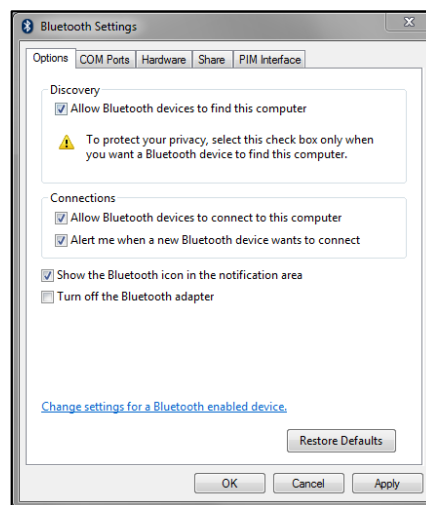 Bluetooth Settings
Options COM Ports Hardware Share PIM Interface
Discovery
Allow Bluetooth devices to find this computer
To protect your privacy, select this check box only when
you want a Bluetooth device to find this computer.
Connections
Allow Bluetooth devices to connect to this computer
Alert me when a new Bluetooth device wants to connect
Show the Bluetooth icon in the notification area
Turn off the Bluetooth adapter
Change settings for a Bluetooth enabled device.
Restore Defaults
OK Cancel Apply